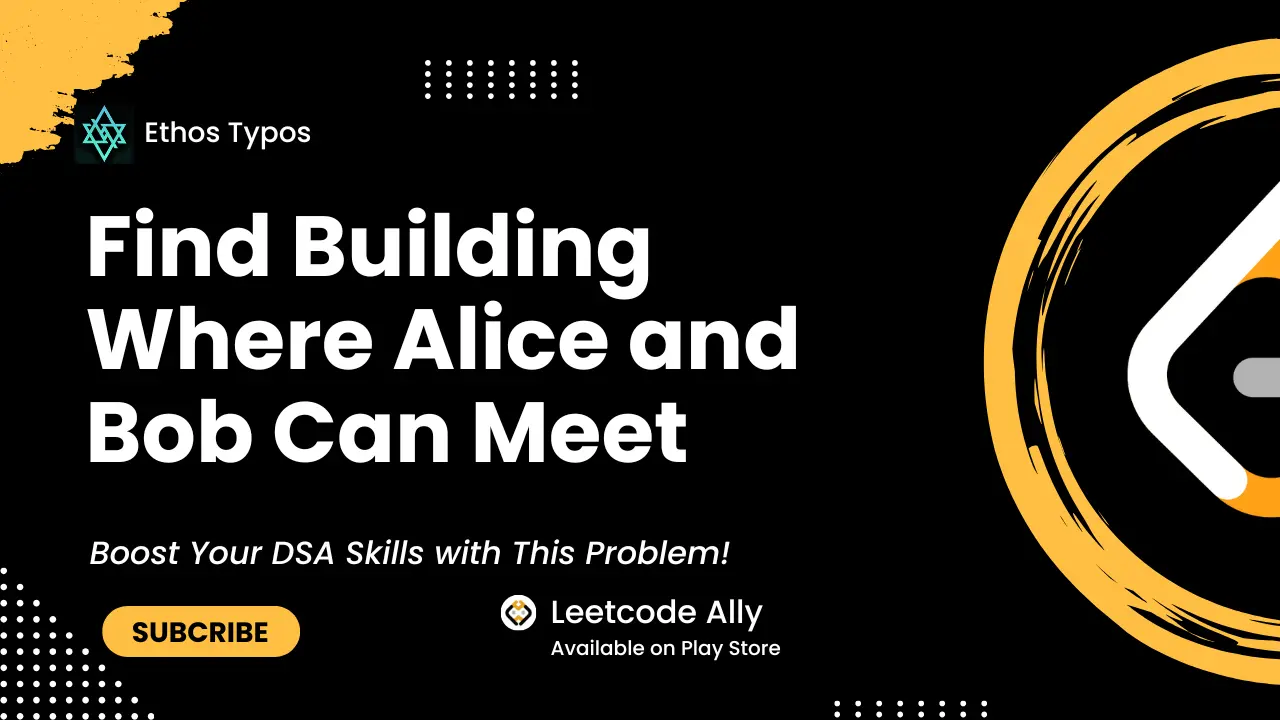 Ethos Typos
Find Building
Where Alice and
Bob Can Meet
Boost Your DSA Skills with This Problem!
SUBCRIBE
Leetcode Ally
Available on Play Store